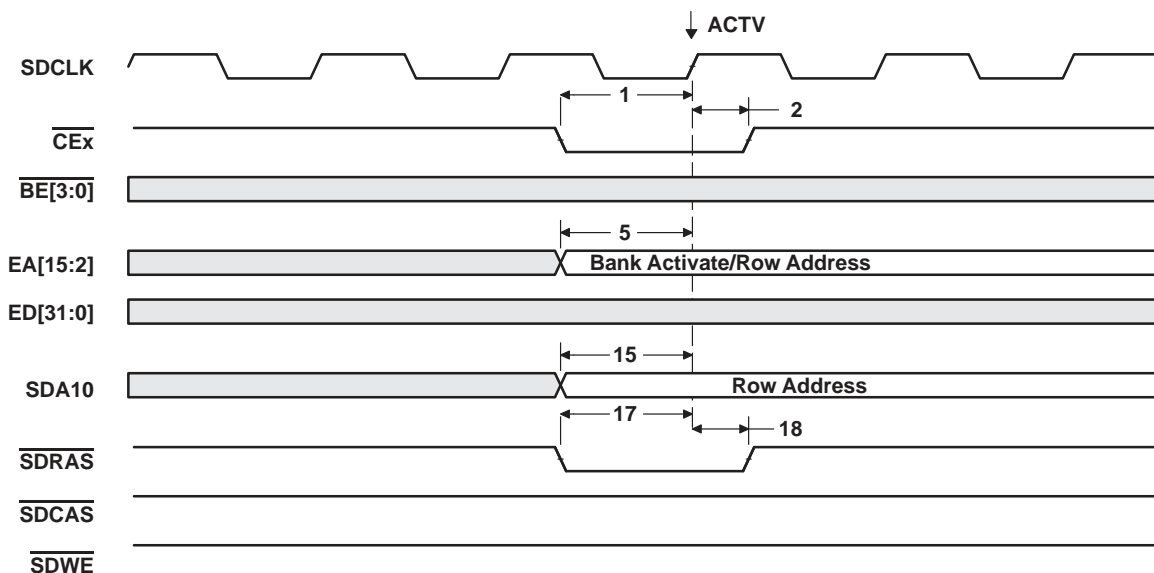 ACTV
SDCLK
1
2
CEx
BE[3:0]
5
EA[15:2]
Bank Activate/Row Address
ED[31:0]
15
SDA10
Row Address
17
18
SDRAS
SDCAS
SDWE